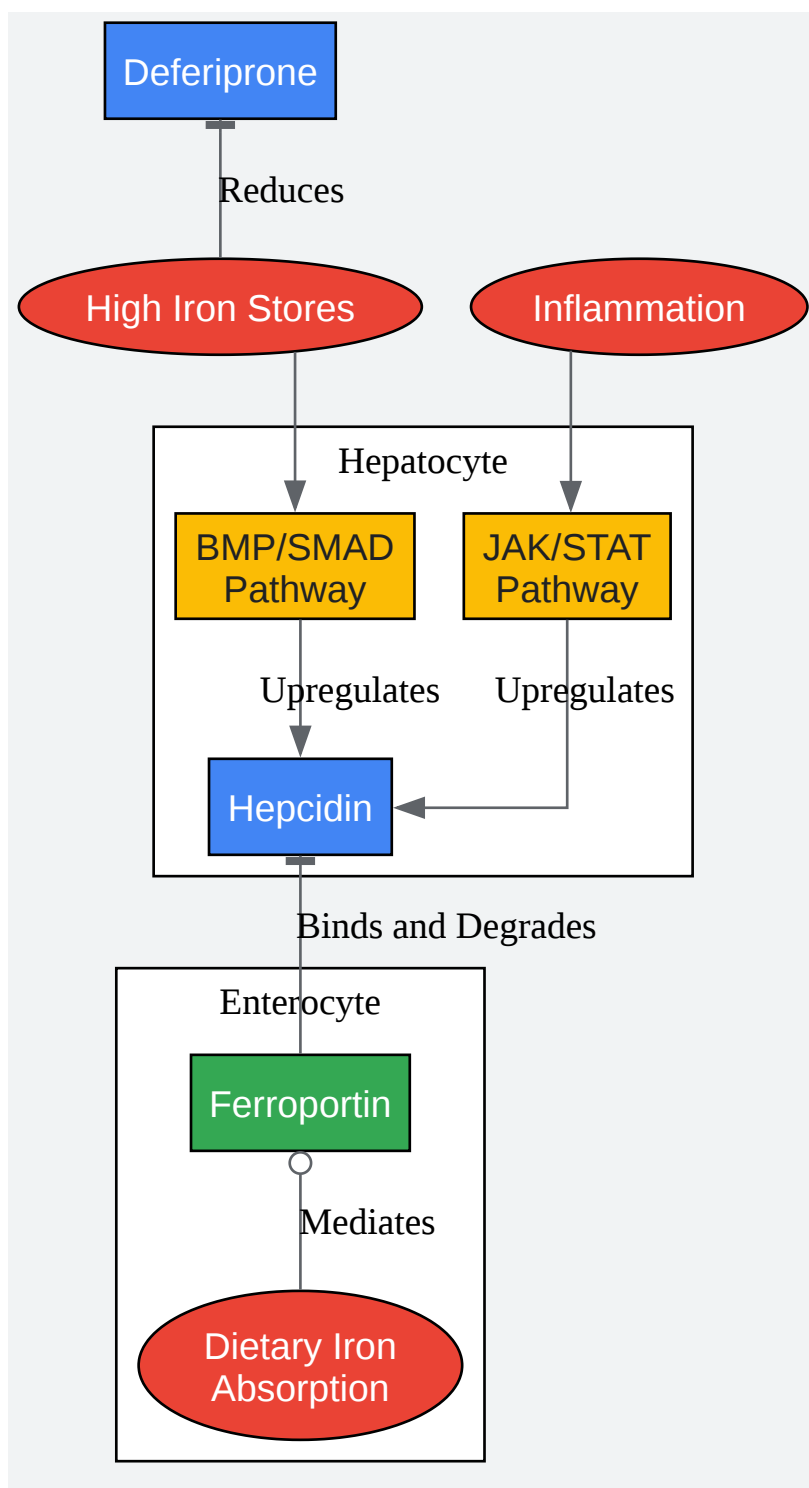 Deferiprone
Reduces
High Iron Stores
Inflammation
Hepatocyte
BMP/SMAD
Pathway
JAK/STAT
Pathway
Upregulates
Upregulates
Hepcidin
Binds and Degrades
Enterocyte
Ferroportin
Mediates
Dietary Iron
Absorption